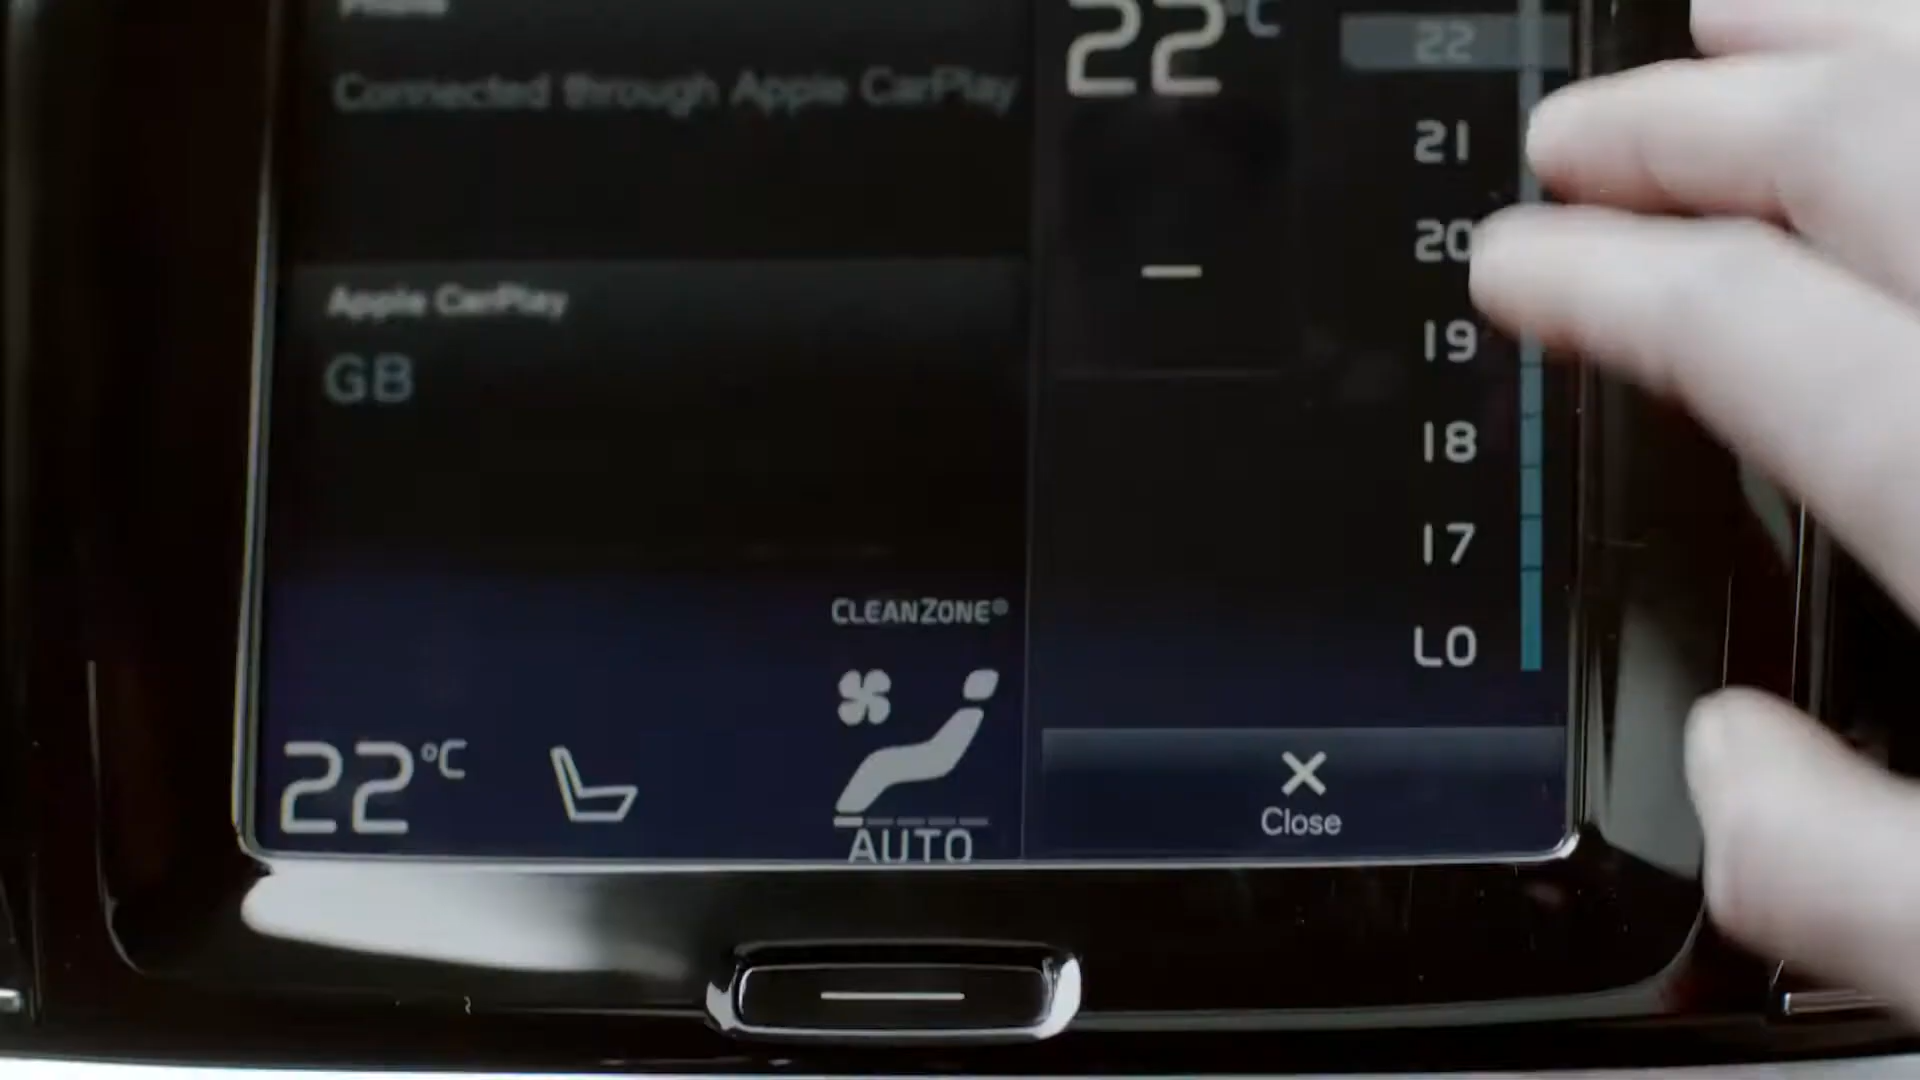 Phone
Connected through Apple CarPlay
Apple CarPlay
GB
CLEANZONE®
22°C
AUTO
22°C
22
21
20
19
18
17
LO
Close